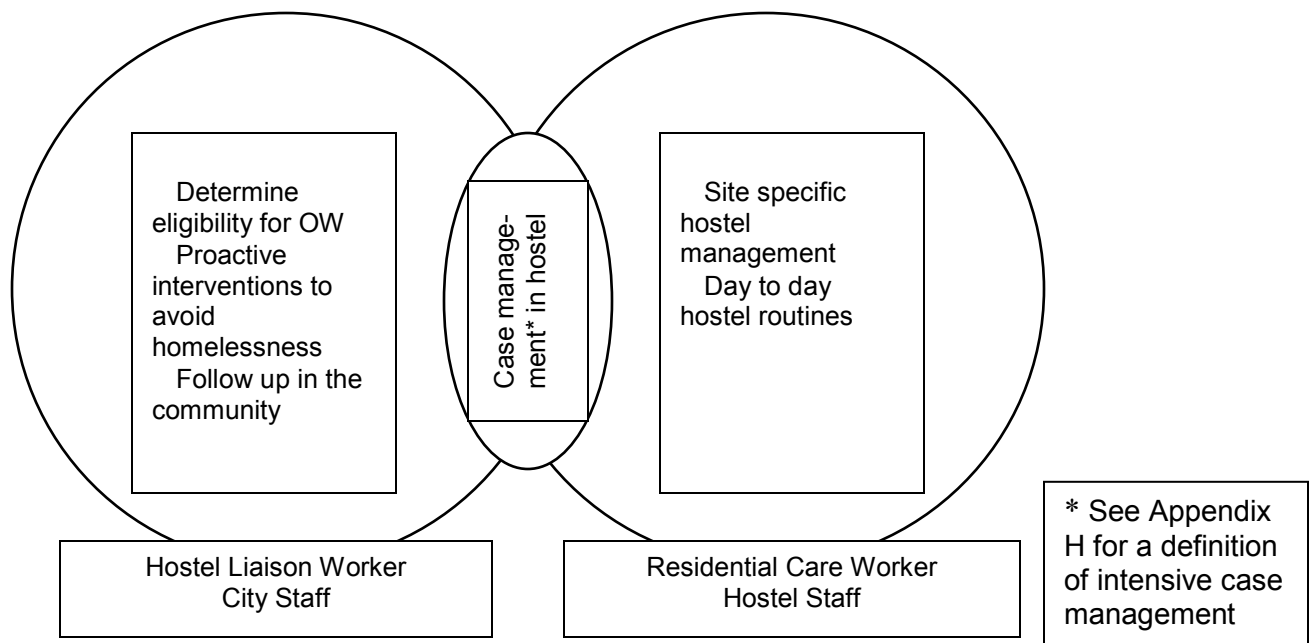 Determine
eligibility for OW
Proactive
interventions to
avoid
homelessness
Follow up in the
community
Case manage-
ment* in hostel
Site specific
hostel
management
Day to day
hostel routines
Hostel Liaison Worker
City Staff
Residential Care Worker
Hostel Staff
* See Appendix
H for a definition
of intensive case
management